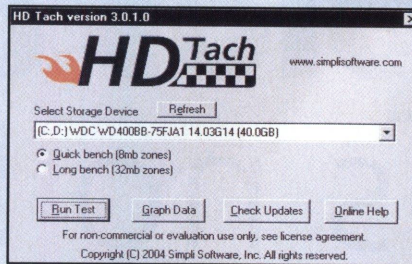 HD Tach version 3.0.1.0
HD Tach
www.simplisoftware.com
Select Storage Device
Refresh
(C:,D:) WDC WD400BB-75FJA1 14.03G14 (40.0GB)
Quick bench (8mb zones)
Long bench (32mb zones)
Run Test
Graph Data
Check Updates
Online Help
For non-commercial or evaluation use only, see license agreement.
Copyright (C) 2004 Simpli Software, Inc. All rights reserved.